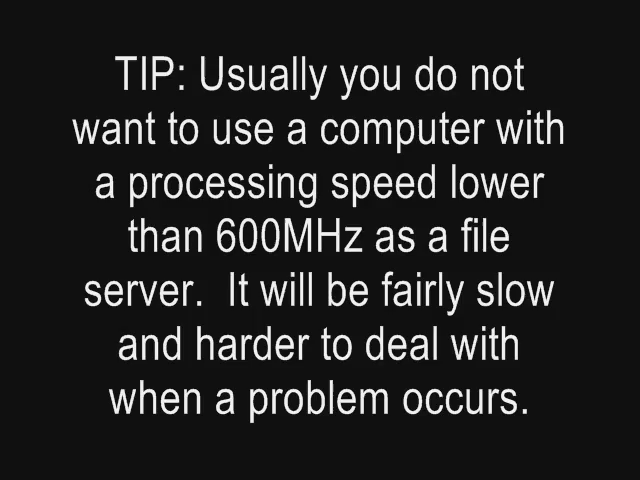 TIP: Usually you do not
want to use a computer with
a processing speed lower
than 600MHz as a file
server.  It will be fairly slow
and harder to deal with
when a problem occurs.